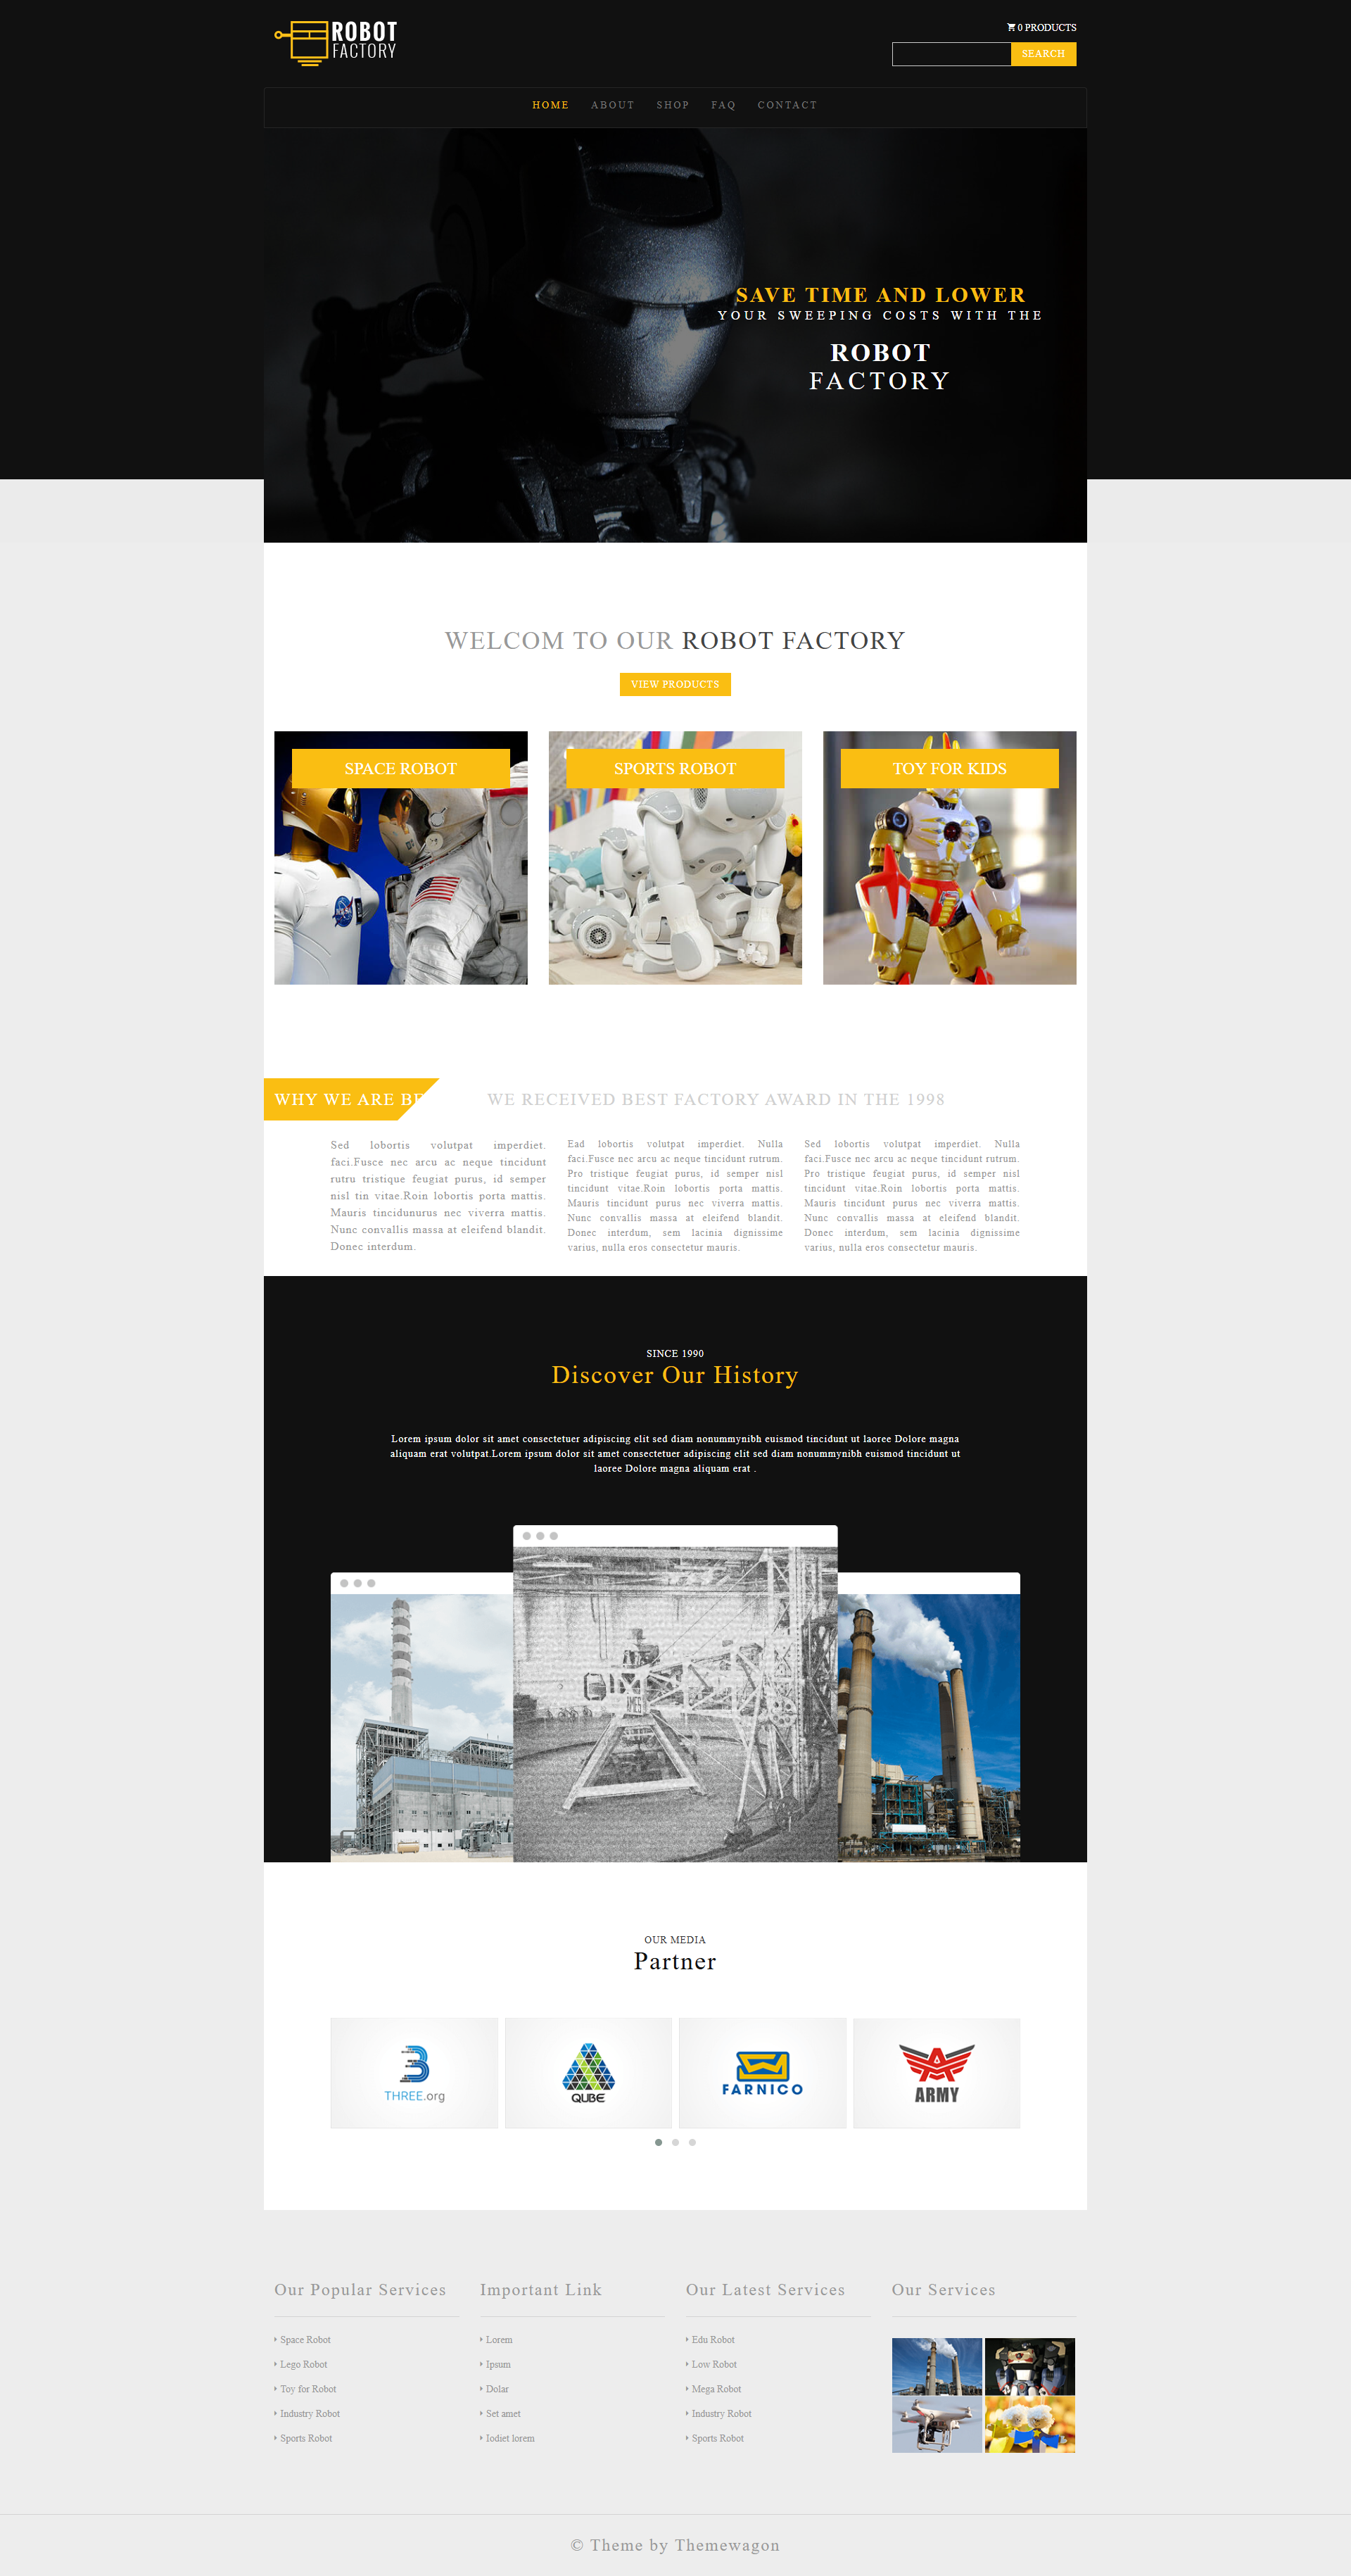 ROBOT
FACTORY
0 PRODUCTS
SEARCH
HOME ABOUT SHOP FAQ CONTACT
SAVE TIME AND LOWER
YOUR SWEEPING COSTS WITH THE
ROBOT
FACTORY
WELCOM TO OUR ROBOT FACTORY
VIEW PRODUCTS
SPACE ROBOT
SPORTS ROBOT
TOY FOR KIDS
WHY WE ARE BE
WE RECEIVED BEST FACTORY AWARD IN THE 1998
Sed lobortis volutpat imperdiet.
faci.Fusce nec arcu ac neque tincidunt
rutru tristique feugiat purus, id semper
nisl tin vitae.Roin lobortis porta mattis.
Mauris tincidunurus nec viverra mattis.
Nunc convallis massa at eleifend blandit.
Donec interdum.
Ead lobortis volutpat imperdiet. Nulla
faci.Fusce nec arcu ac neque tincidunt rutrum.
Pro tristique feugiat purus, id semper nisl
tincidunt vitae.Roin lobortis porta mattis.
Mauris tincidunt purus nec viverra mattis.
Nunc convallis massa at eleifend blandit.
Donec interdum, sem lacinia dignissime
varius, nulla eros consectetur mauris.
Sed lobortis volutpat imperdiet. Nulla
faci.Fusce nec arcu ac neque tincidunt rutrum.
Pro tristique feugiat purus, id semper nisl
tincidunt vitae.Roin lobortis porta mattis.
Mauris tincidunt purus nec viverra mattis.
Nunc convallis massa at eleifend blandit.
Donec interdum, sem lacinia dignissime
varius, nulla eros consectetur mauris.
SINCE 1990
Discover Our History
Lorem ipsum dolor sit amet consectetuer adipiscing elit sed diam nonummynibh euismod tincidunt ut laoree Dolore magna
aliquam erat volutpat.Lorem ipsum dolor sit amet consectetuer adipiscing elit sed diam nonummynibh euismod tincidunt ut
laoree Dolore magna aliquam erat .
AMES
OUR MEDIA
Partner
THREE.org
QUBE
FARNICO
ARMY
Our Popular Services
Space Robot
Lego Robot
Toy for Robot
Industry Robot
Sports Robot
Important Link
Lorem
Ipsum
Dolar
Set amet
Iodiet lorem
Our Latest Services
Edu Robot
Low Robot
Mega Robot
Industry Robot
Sports Robot
Our Services
© Theme by Themewagon